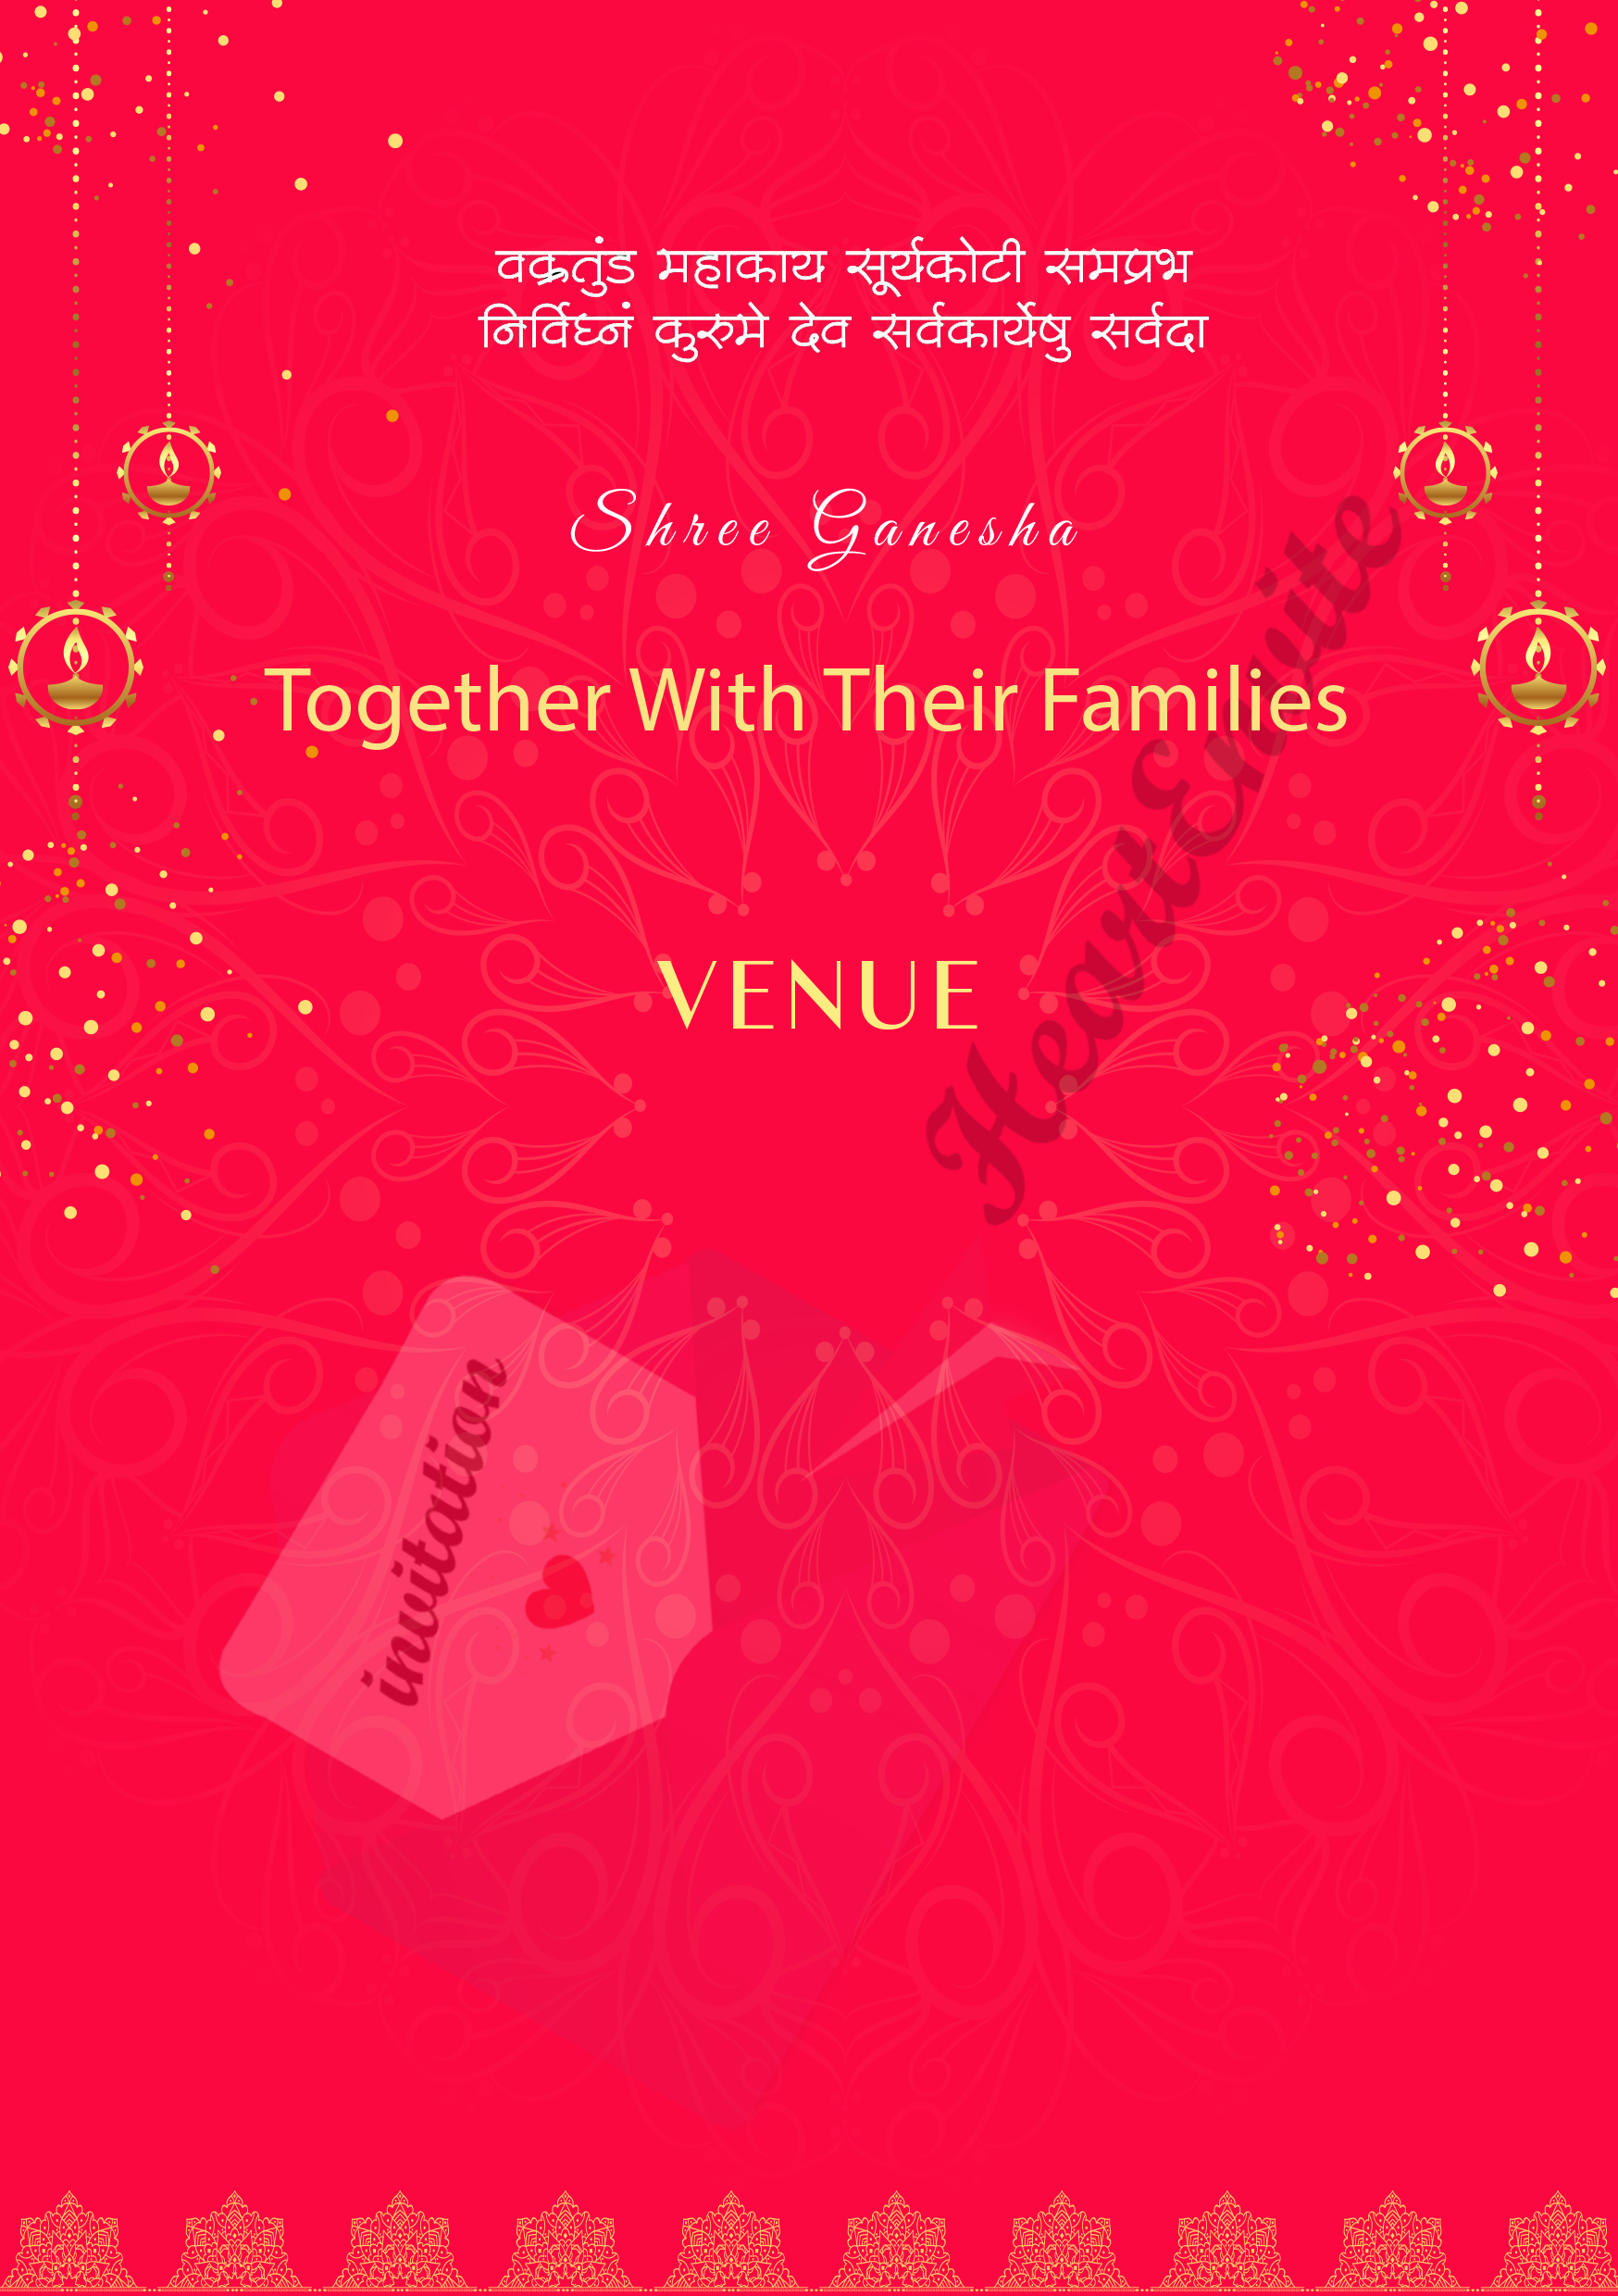 वक्रतुंड महाकाय सूर्यकोटी समप्रभ
निर्विघ्नं कुरुमे देव सर्वकार्येषु सर्वदा
Shree Ganesha
Together With Their Families
VENUE
HeartEnvite
invitation